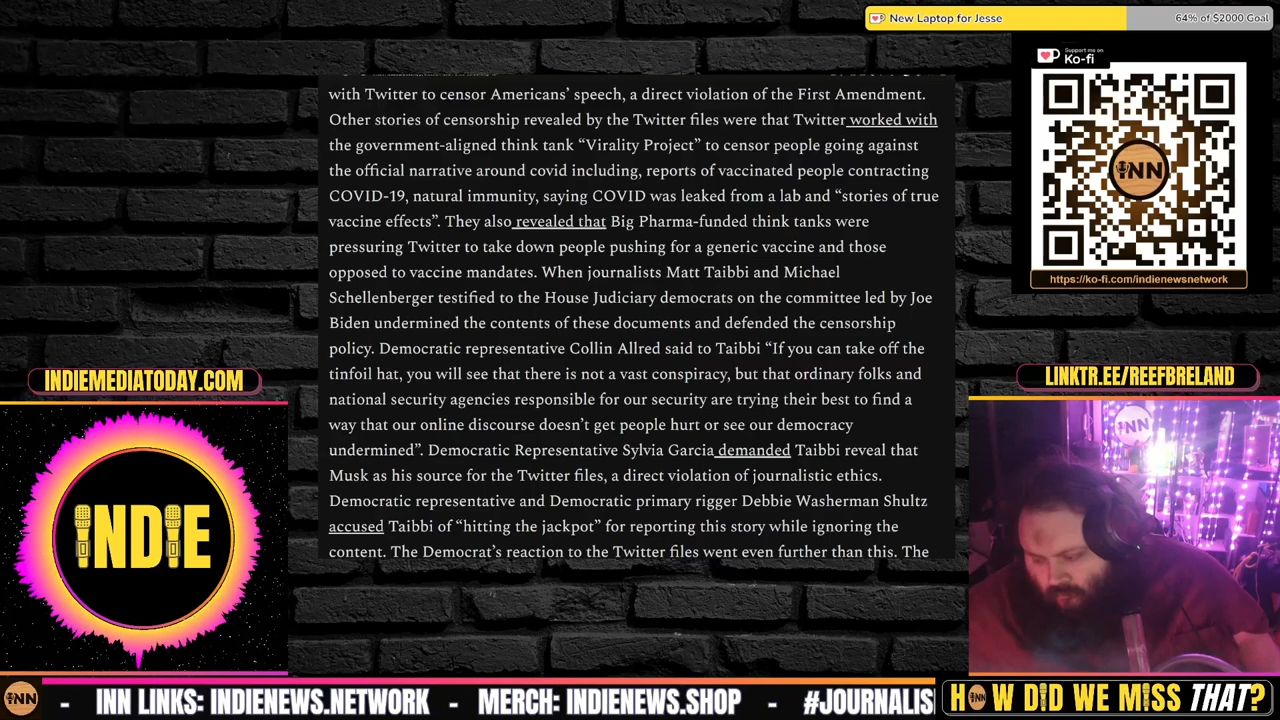 New Laptop for Jesse
64% of $2000 Goal
Support me on
Ko-fi
INN
https://ko-fi.com/indienewsnetwork
with Twitter to censor Americans’ speech, a direct violation of the First Amendment.
Other stories of censorship revealed by the Twitter files were that Twitter worked with
the government-aligned think tank “Virality Project” to censor people going against
the official narrative around covid including, reports of vaccinated people contracting
COVID-19, natural immunity, saying COVID was leaked from a lab and “stories of true
vaccine effects”. They also revealed that Big Pharma-funded think tanks were
pressuring Twitter to take down people pushing for a generic vaccine and those
opposed to vaccine mandates. When journalists Matt Taibbi and Michael
Schellenberger testified to the House Judiciary democrats on the committee led by Joe
Biden undermined the contents of these documents and defended the censorship
policy. Democratic representative Collin Allred said to Taibbi “If you can take off the
tinfoil hat, you will see that there is not a vast conspiracy, but that ordinary folks and
national security agencies responsible for our security are trying their best to find a
way that our online discourse doesn’t get people hurt or see our democracy
undermined”. Democratic Representative Sylvia Garcia demanded Taibbi reveal that
Musk as his source for the Twitter files, a direct violation of journalistic ethics.
Democratic representative and Democratic primary rigger Debbie Washerman Shultz
accused Taibbi of “hitting the jackpot” for reporting this story while ignoring the
content. The Democrat’s reaction to the Twitter files went even further than this. The
INDIEMEDIATODAY.COM
INDIE
LINKTR.EE/REEFBRELAND
INN
INN - INN LINKS: INDIENEWS.NETWORK - MERCH: INDIENEWS.SHOP - #JOURNALIS
HOW DID WE MISS THAT?